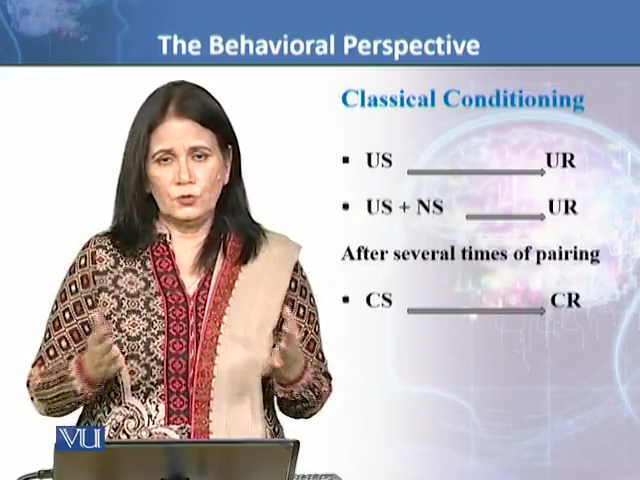 The Behavioral Perspective
Classical Conditioning
▪ US → UR
▪ US + NS → UR
After several times of pairing
▪ CS → CR
VU